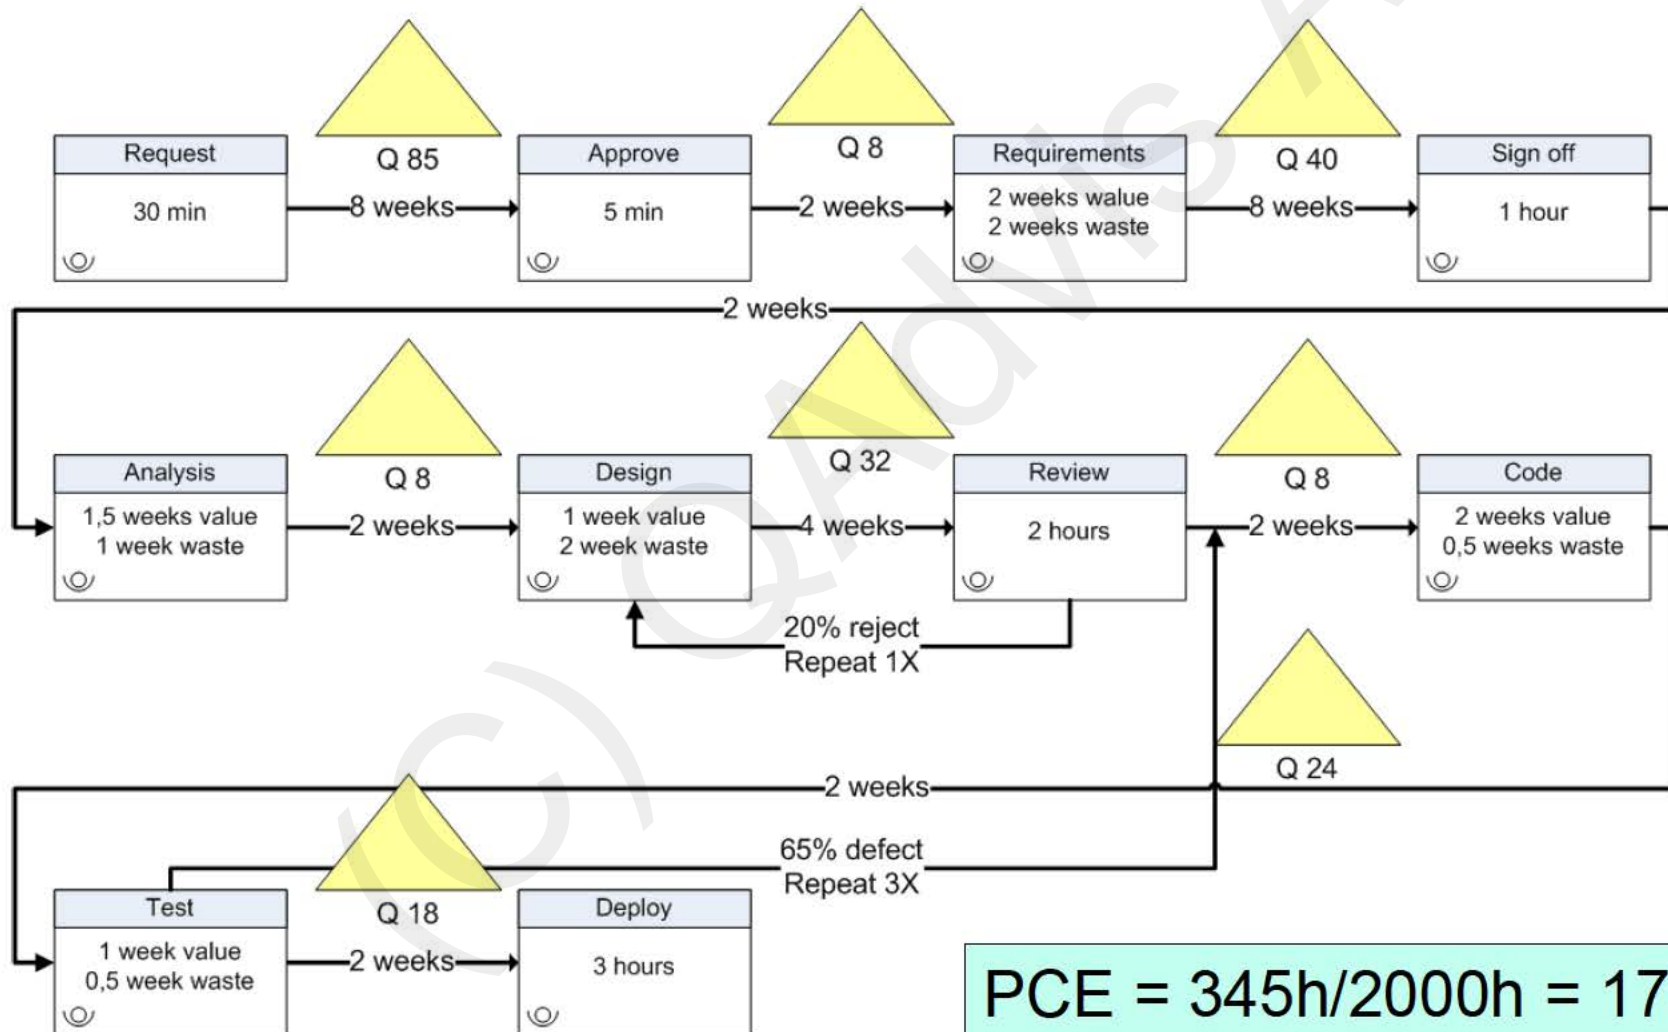 Request
30 min
Q 85
8 weeks
Approve
5 min
Q 8
2 weeks
Requirements
2 weeks walue
2 weeks waste
Q 40
8 weeks
Sign off
1 hour
2 weeks
Analysis
1,5 weeks value
1 week waste
Q 8
2 weeks
Design
1 week value
2 week waste
Q 32
4 weeks
Review
2 hours
20% reject
Repeat 1X
Q 8
2 weeks
Code
2 weeks value
0,5 weeks waste
Q 24
2 weeks
65% defect
Repeat 3X
Test
1 week value
0,5 week waste
Q 18
2 weeks
Deploy
3 hours
PCE = 345h/2000h = 17
(C) QAdvis A